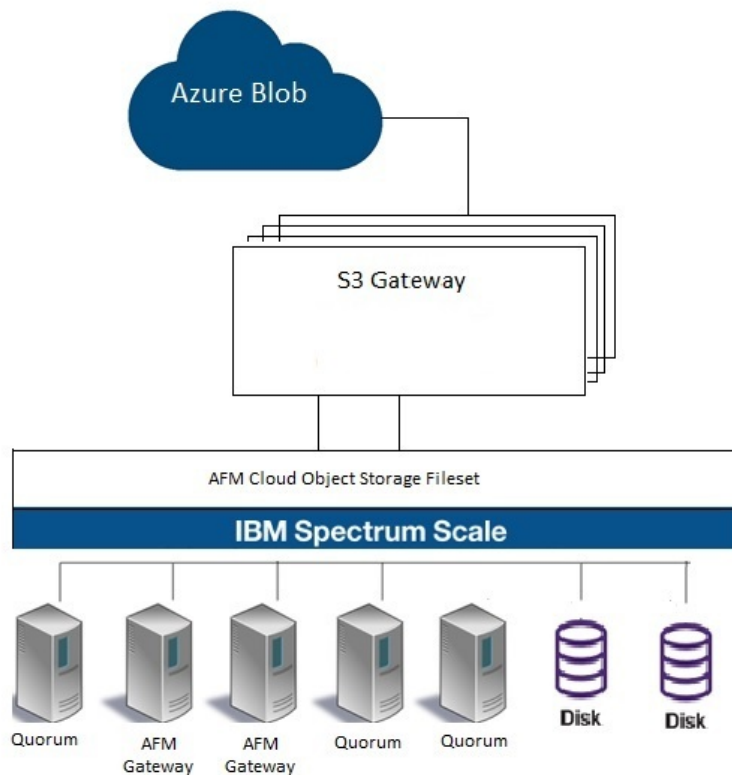 Azure Blob
S3 Gateway
AFM Cloud Object Storage Fileset
IBM Spectrum Scale
Quorum
AFM
Gateway
AFM
Gateway
Quorum
Quorum
Disk
Disk